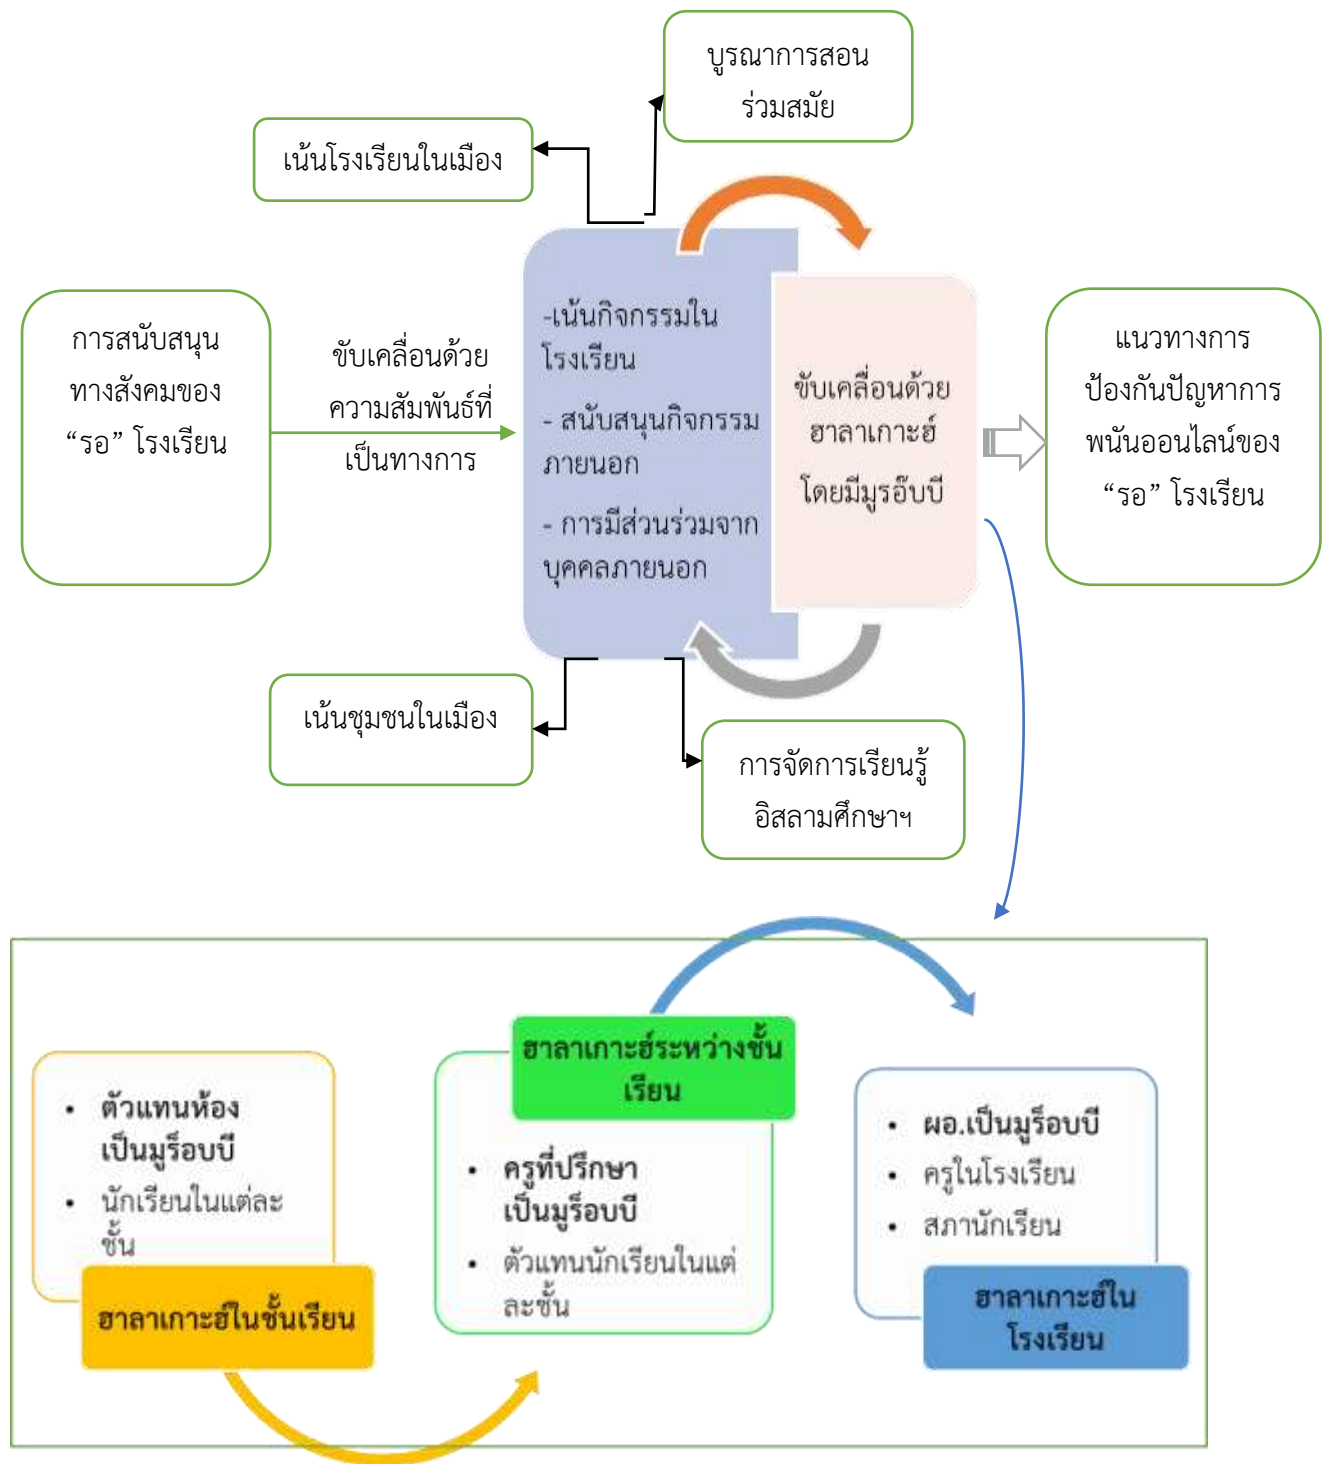 บูรณาการสอน
ร่วมสมัย
เน้นโรงเรียนในเมือง
การสนับสนุน
ทางสังคมของ
“รอ” โรงเรียน
ขับเคลื่อนด้วย
ความสัมพันธ์ที่
เป็นทางการ
-เน้นกิจกรรมใน
โรงเรียน
- สนับสนุนกิจกรรม
ภายนอก
- การมีส่วนร่วมจาก
บุคคลภายนอก
ขับเคลื่อนด้วย
ฮาลาเกาะฮ์
โดยมีมูรอ๊บบี
แนวทางการ
ป้องกันปัญหาการ
พนันออนไลน์ของ
“รอ” โรงเรียน
เน้นชุมชนในเมือง
การจัดการเรียนรู้
อิสลามศึกษาฯ
• ตัวแทนห้อง
เป็นมูร็อบบี
• นักเรียนในแต่ละ
ชั้น
ฮาลาเกาะฮ์ในชั้นเรียน
ฮาลาเกาะฮ์ระหว่างชั้น
เรียน
• ครูที่ปรึกษา
เป็นมูร็อบบี
• ตัวแทนนักเรียนในแต่
ละชั้น
• ผอ.เป็นมูร็อบบี
• ครูในโรงเรียน
• สภานักเรียน
ฮาลาเกาะฮ์ใน
โรงเรียน